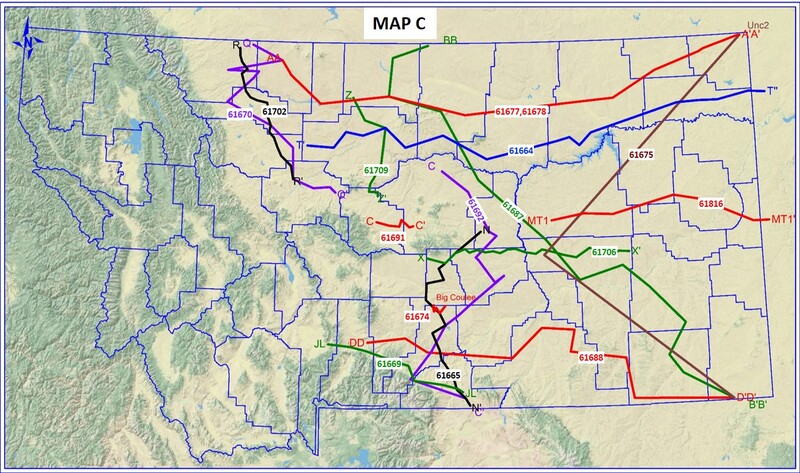 MAP C
Unc2
N
R
Q
BB
A'A'
AA
Z
T"
61670
61702
61677,61678
T
61664
61675
61709
C
R'
Q'
Z'
61692
61687
61816
C
C'
MT1
MT1'
61691
N
X
61706
X'
Big Coulee
61674
JL
DD
61669
61688
61665
JL'
D'D'
N'
C'
B'B'